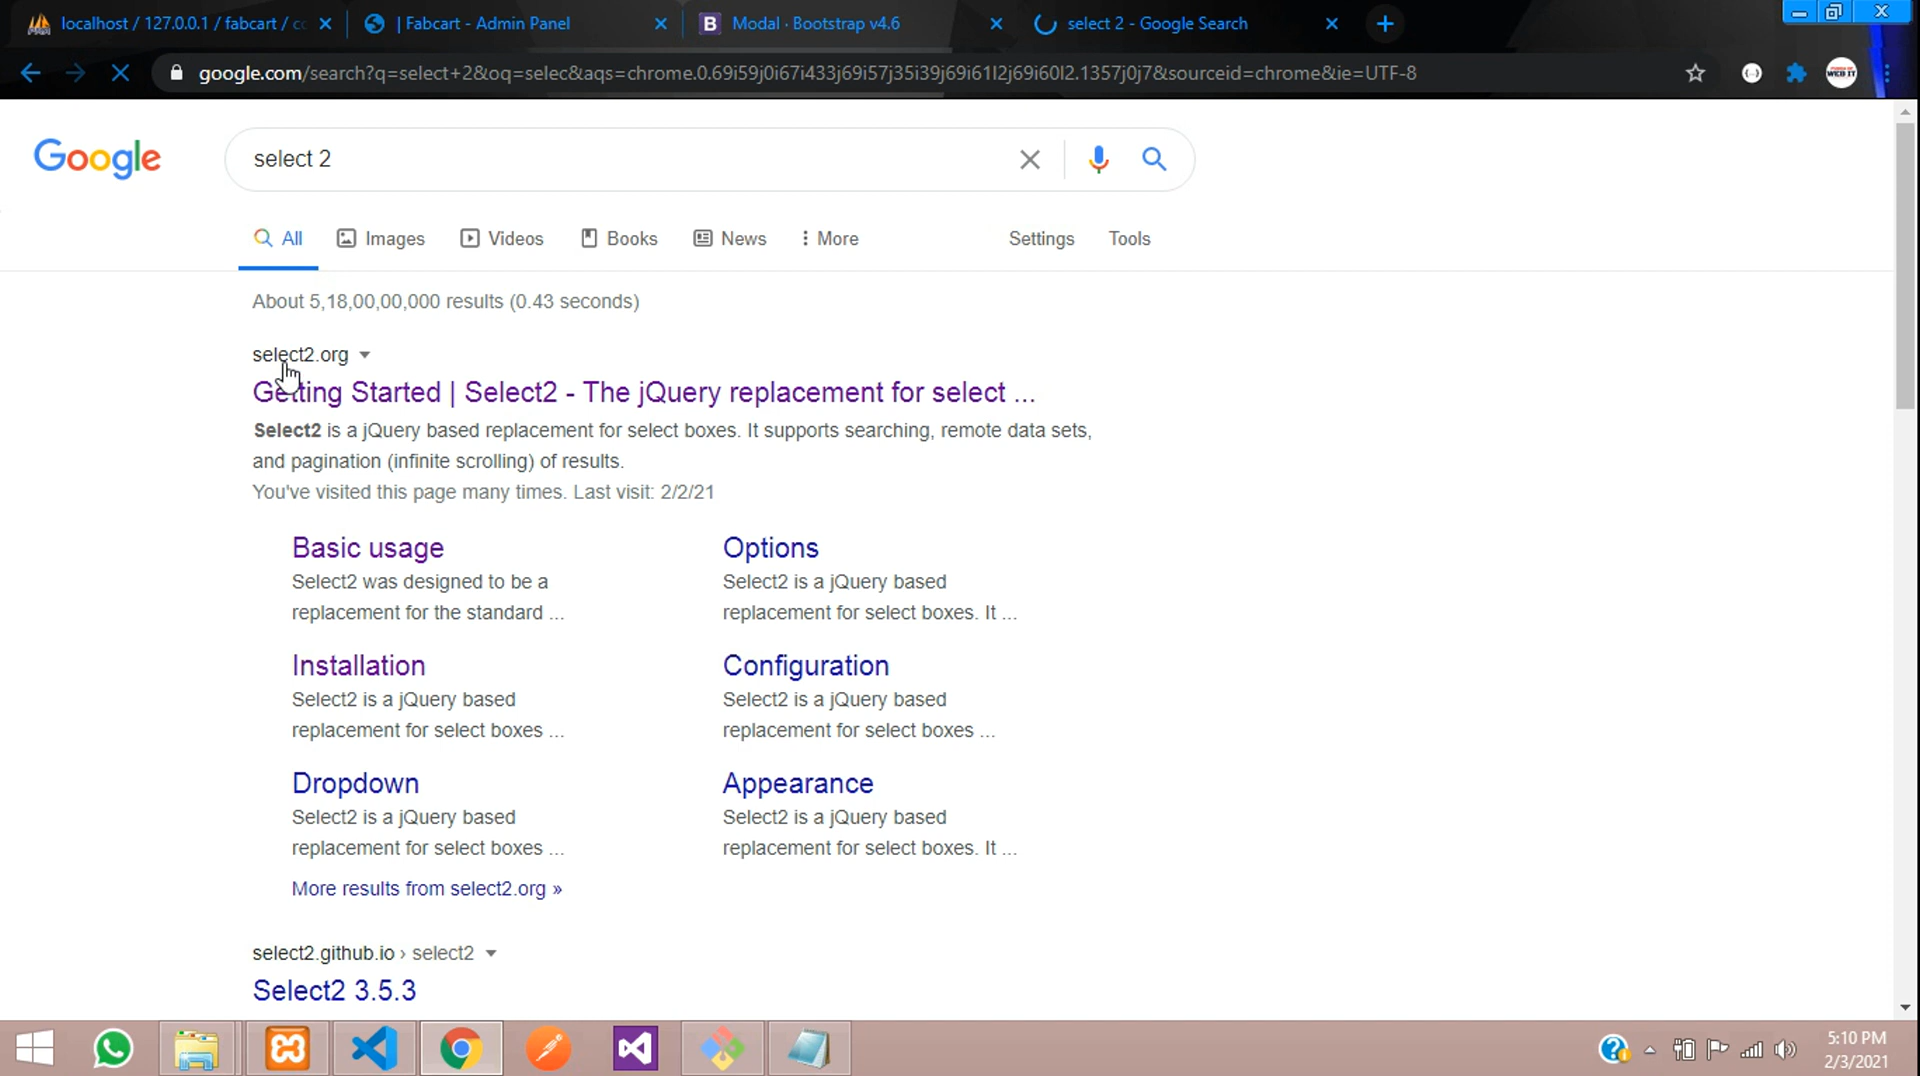 localhost / 127.0.0.1 / fabcart / cc
| Fabcart - Admin Panel
B
Modal · Bootstrap v4.6
select 2 - Google Search
google.com/search?q=select+2&oq=selec&aqs=chrome.0.69i59j0i67i433j69i57j35i39j69i61l2j69i60l2.1357j0j7&sourceid=chrome&ie=UTF-8
Google
select 2
All
Images
Videos
Books
News
More
Settings
Tools
About 5,18,00,00,000 results (0.43 seconds)
select2.org
Getting Started | Select2 - The jQuery replacement for select ...
Select2 is a jQuery based replacement for select boxes. It supports searching, remote data sets,
and pagination (infinite scrolling) of results.
You've visited this page many times. Last visit: 2/2/21
Basic usage
Select2 was designed to be a
replacement for the standard ...
Options
Select2 is a jQuery based
replacement for select boxes. It ...
Installation
Select2 is a jQuery based
replacement for select boxes ...
Configuration
Select2 is a jQuery based
replacement for select boxes ...
Dropdown
Select2 is a jQuery based
replacement for select boxes ...
Appearance
Select2 is a jQuery based
replacement for select boxes. It ...
More results from select2.org »
select2.github.io › select2
Select2 3.5.3
5:10 PM
2/3/2021